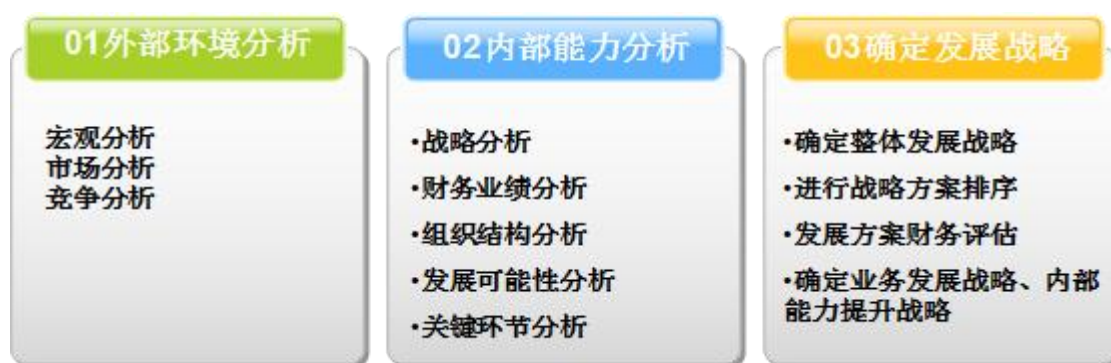 01外部环境分析
宏观分析
市场分析
竞争分析
02内部能力分析
·战略分析
·财务业绩分析
·组织结构分析
·发展可能性分析
·关键环节分析
03确定发展战略
·确定整体发展战略
·进行战略方案排序
·发展方案财务评估
·确定业务发展战略、内部
能力提升战略